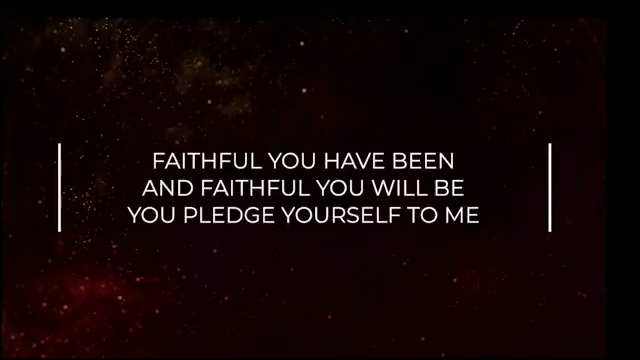 FAITHFUL YOU HAVE BEEN
AND FAITHFUL YOU WILL BE
YOU PLEDGE YOURSELF TO ME